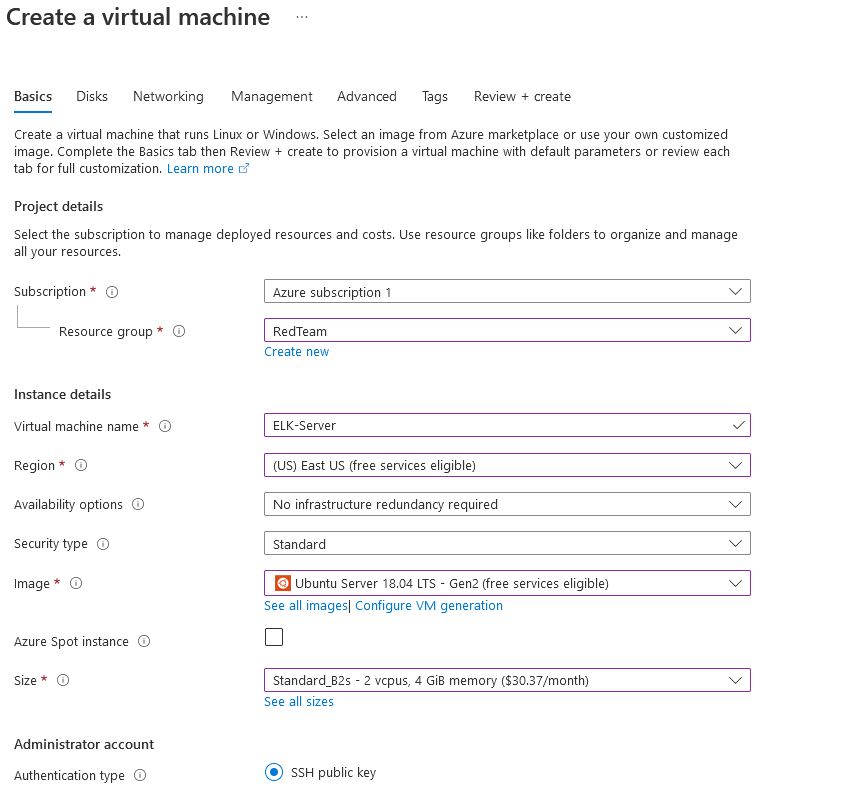 Create a virtual machine ...
Basics Disks Networking Management Advanced Tags Review + create
Create a virtual machine that runs Linux or Windows. Select an image from Azure marketplace or use your own customized
image. Complete the Basics tab then Review + create to provision a virtual machine with default parameters or review each
tab for full customization. Learn more
Project details
Select the subscription to manage deployed resources and costs. Use resource groups like folders to organize and manage
all your resources.
Subscription * Azure subscription 1
Resource group * RedTeam
Create new
Instance details
Virtual machine name * ELK-Server
Region * (US) East US (free services eligible)
Availability options No infrastructure redundancy required
Security type Standard
Image * Ubuntu Server 18.04 LTS - Gen2 (free services eligible)
See all images| Configure VM generation
Azure Spot instance
Size * Standard_B2s - 2 vcpus, 4 GiB memory ($30.37/month)
See all sizes
Administrator account
Authentication type SSH public key